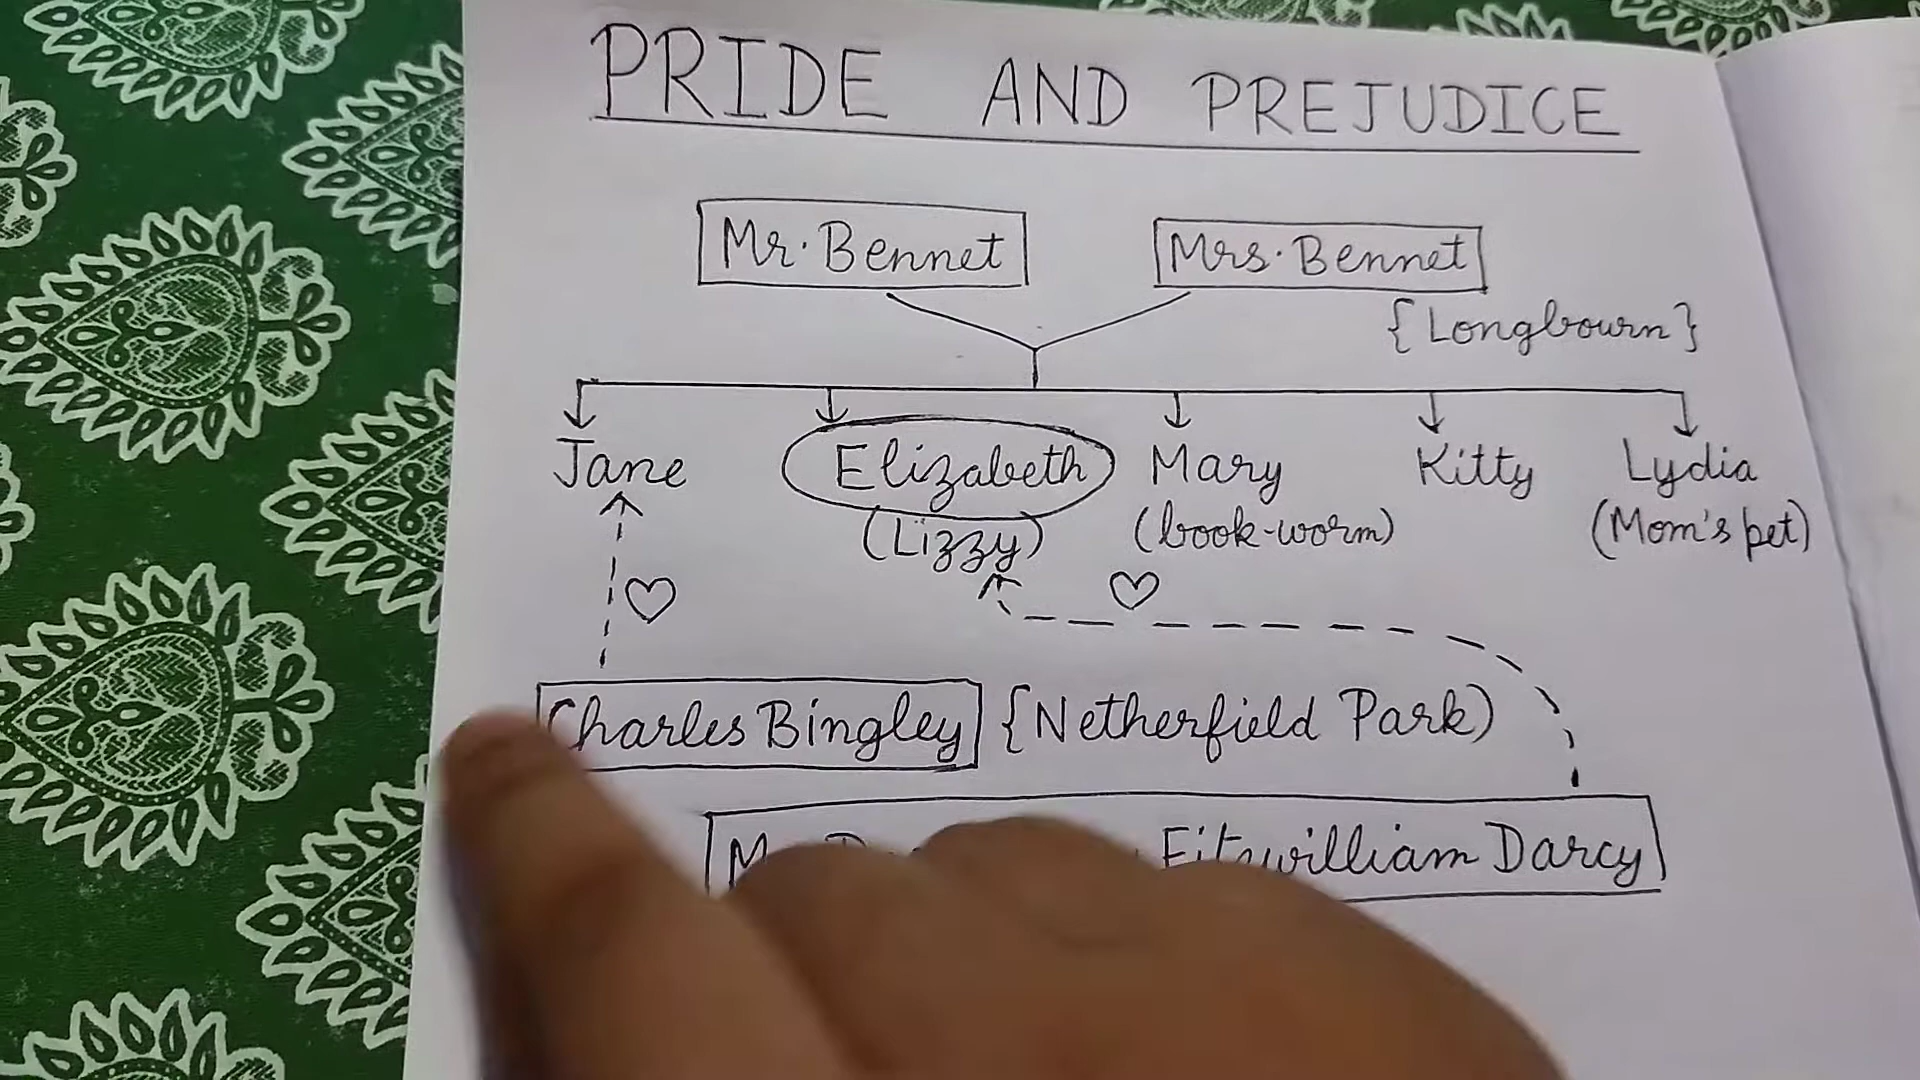 PRIDE AND PREJUDICE
Mr. Bennet Mrs. Bennet
{Longbourn}
Jane Elizabeth Mary Kitty Lydia
(Lizzy) (book-worm) (Mom's pet)
Charles Bingley {Netherfield Park)
Fitzwilliam Darcy